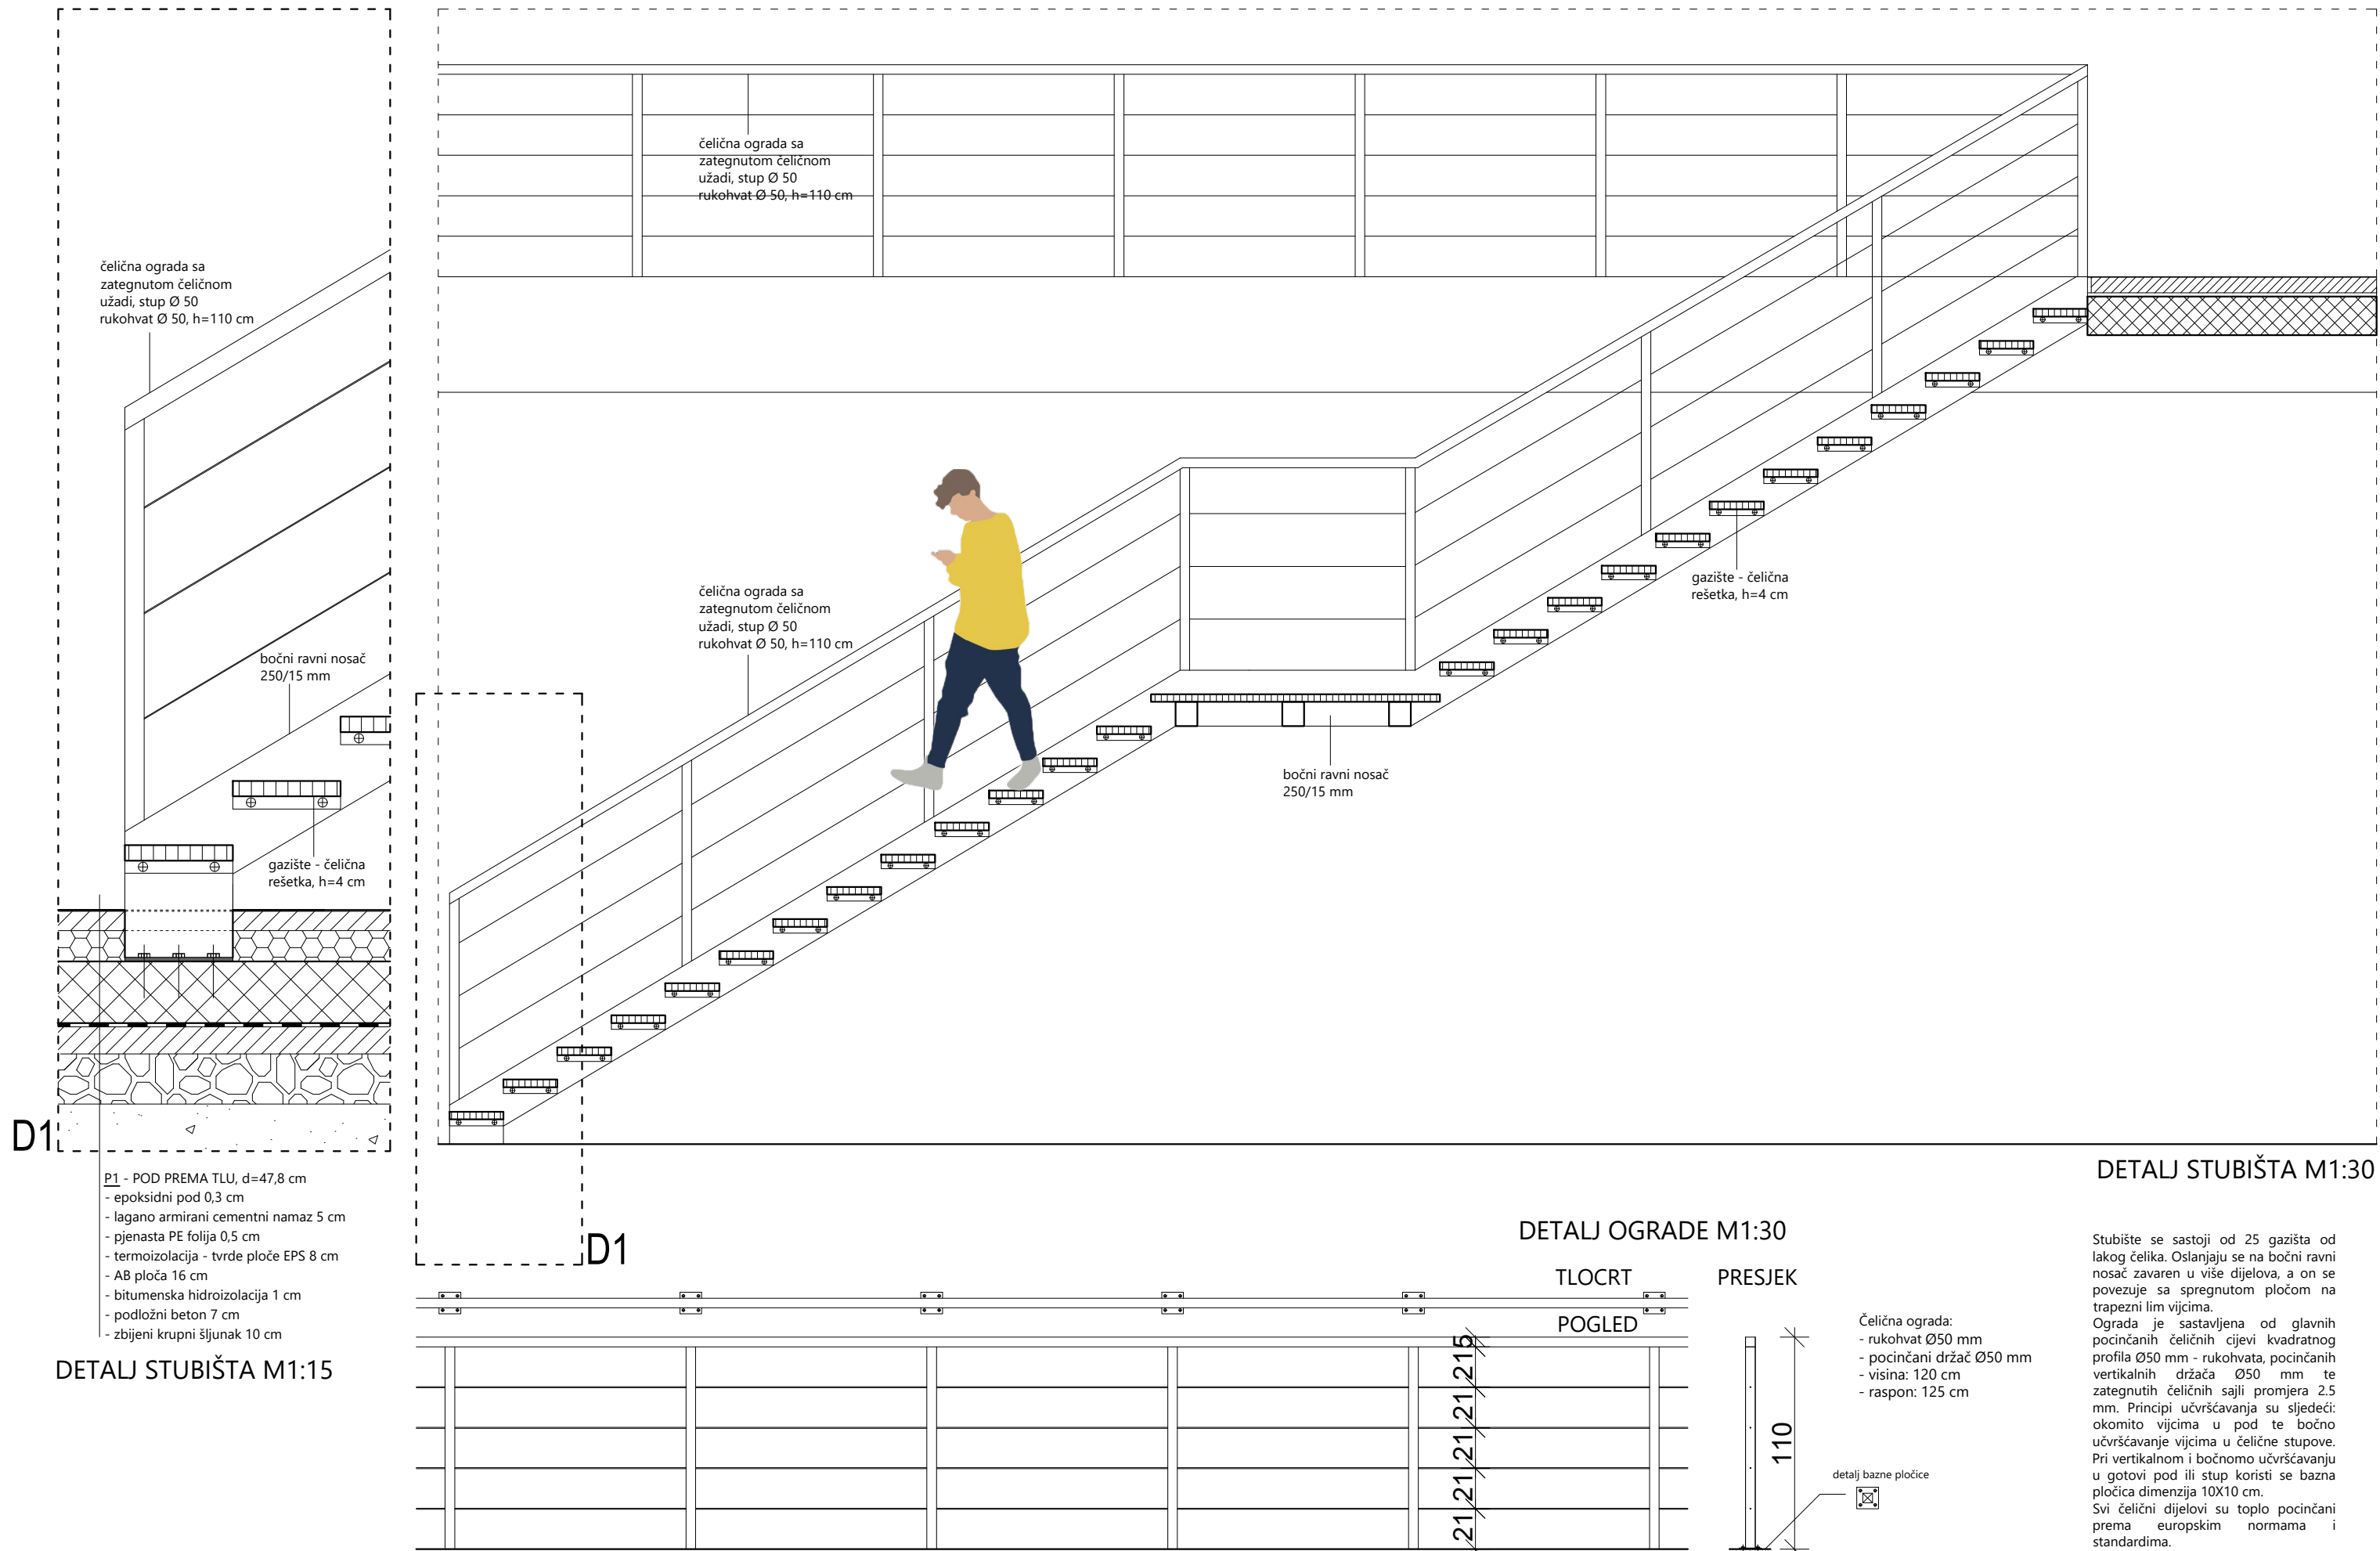 čelična ograda sa
zategnutom čeličnom
užadi, stup Ø 50
rukohvat Ø 50, h=110 cm
bočni ravni nosač
250/15 mm
gazište - čelična
rešetka, h=4 cm
D1
P1 - POD PREMA TLU, d=47,8 cm
- epoksidni pod 0,3 cm
- lagano armirani cementni namaz 5 cm
- pjenasta PE folija 0,5 cm
- termoizolacija - tvrde ploče EPS 8 cm
- AB ploča 16 cm
- bitumenska hidroizolacija 1 cm
- podložni beton 7 cm
- zbijeni krupni šljunak 10 cm
DETALJ STUBIŠTA M1:15
čelična ograda sa
zategnutom čeličnom
užadi, stup Ø 50
rukohvat Ø 50, h=110 cm
čelična ograda sa
zategnutom čeličnom
užadi, stup Ø 50
rukohvat Ø 50, h=110 cm
gazište - čelična
rešetka, h=4 cm
bočni ravni nosač
250/15 mm
D1
DETALJ STUBIŠTA M1:30
DETALJ OGRADE M1:30
TLOCRT
PRESJEK
POGLED
5
21
21
21
21
21
110
Čelična ograda:
- rukohvat Ø50 mm
- pocinčani držač Ø50 mm
- visina: 120 cm
- raspon: 125 cm
detalj bazne pločice
Stubište se sastoji od 25 gazišta od
lakog čelika. Oslanjaju se na bočni ravni
nosač zavaren u više dijelova, a on se
povezuje sa spregnutom pločom na
trapezni lim vijcima.
Ograda je sastavljena od glavnih
pocinčanih čeličnih cijevi kvadratnog
profila Ø50 mm - rukohvata, pocinčanih
vertikalnih držača Ø50 mm te
zategnutih čeličnih sajli promjera 2.5
mm. Principi učvršćavanja su sljedeći:
okomito vijcima u pod te bočno
učvršćavanje vijcima u čelične stupove.
Pri vertikalnom i bočnomo učvršćavanju
u gotovi pod ili stup koristi se bazna
pločica dimenzija 10X10 cm.
Svi čelični dijelovi su toplo pocinčani
prema europskim normama i
standardima.